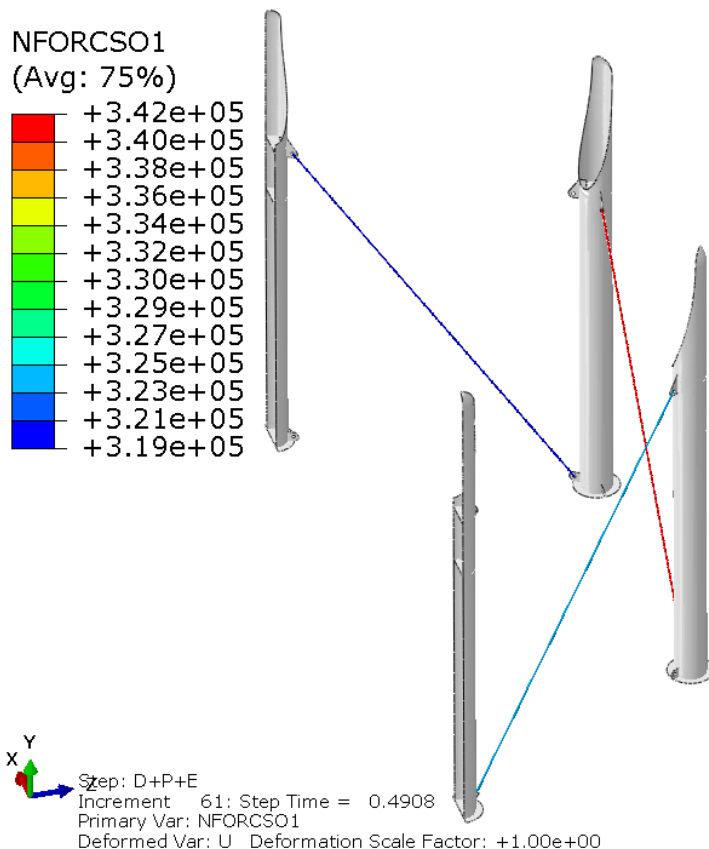 NFORCSO1
(Avg: 75%)
+3.42e+05
+3.40e+05
+3.38e+05
+3.36e+05
+3.34e+05
+3.32e+05
+3.30e+05
+3.29e+05
+3.27e+05
+3.25e+05
+3.23e+05
+3.21e+05
+3.19e+05
Y
X
Z
Step: D+P+E
Increment 61: Step Time = 0.4908
Primary Var: NFORCSO1
Deformed Var: U Deformation Scale Factor: +1.00e+00